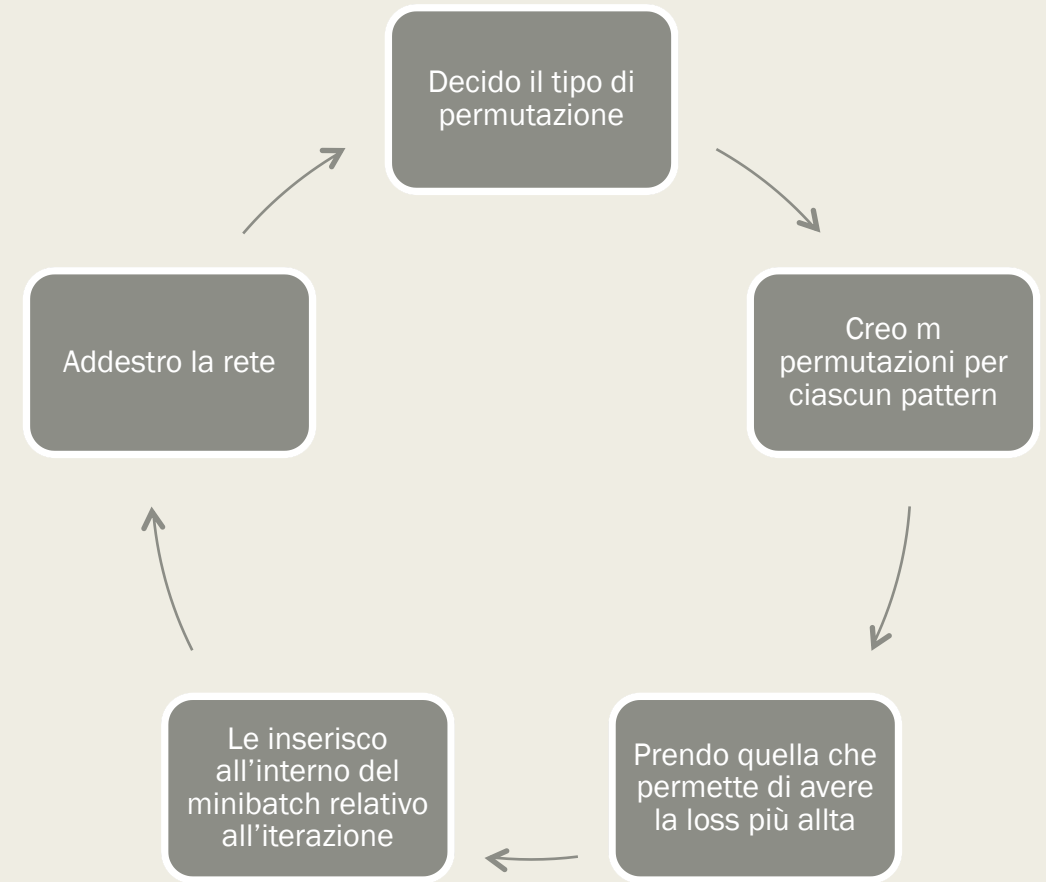 Decido il tipo di
permutazione
Creo m
permutazioni per
ciascun pattern
Prendo quella che
permette di avere
la loss più allta
Le inserisco
all’interno del
minibatch relativo
all’iterazione
Addestro la rete